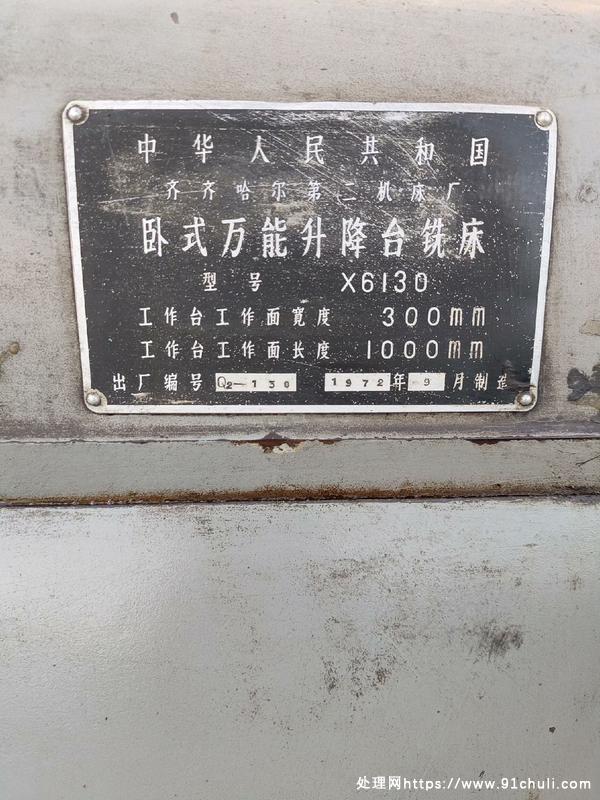 中华人民共和国
齐齐哈尔第二机床厂
卧式万能升降台铣床
型号 X6130
工作台工作面宽度 300mm
工作台工作面长度 1000mm
出厂编号 Q2-130 1972年9月制造
处理网https://www.91chuli.com